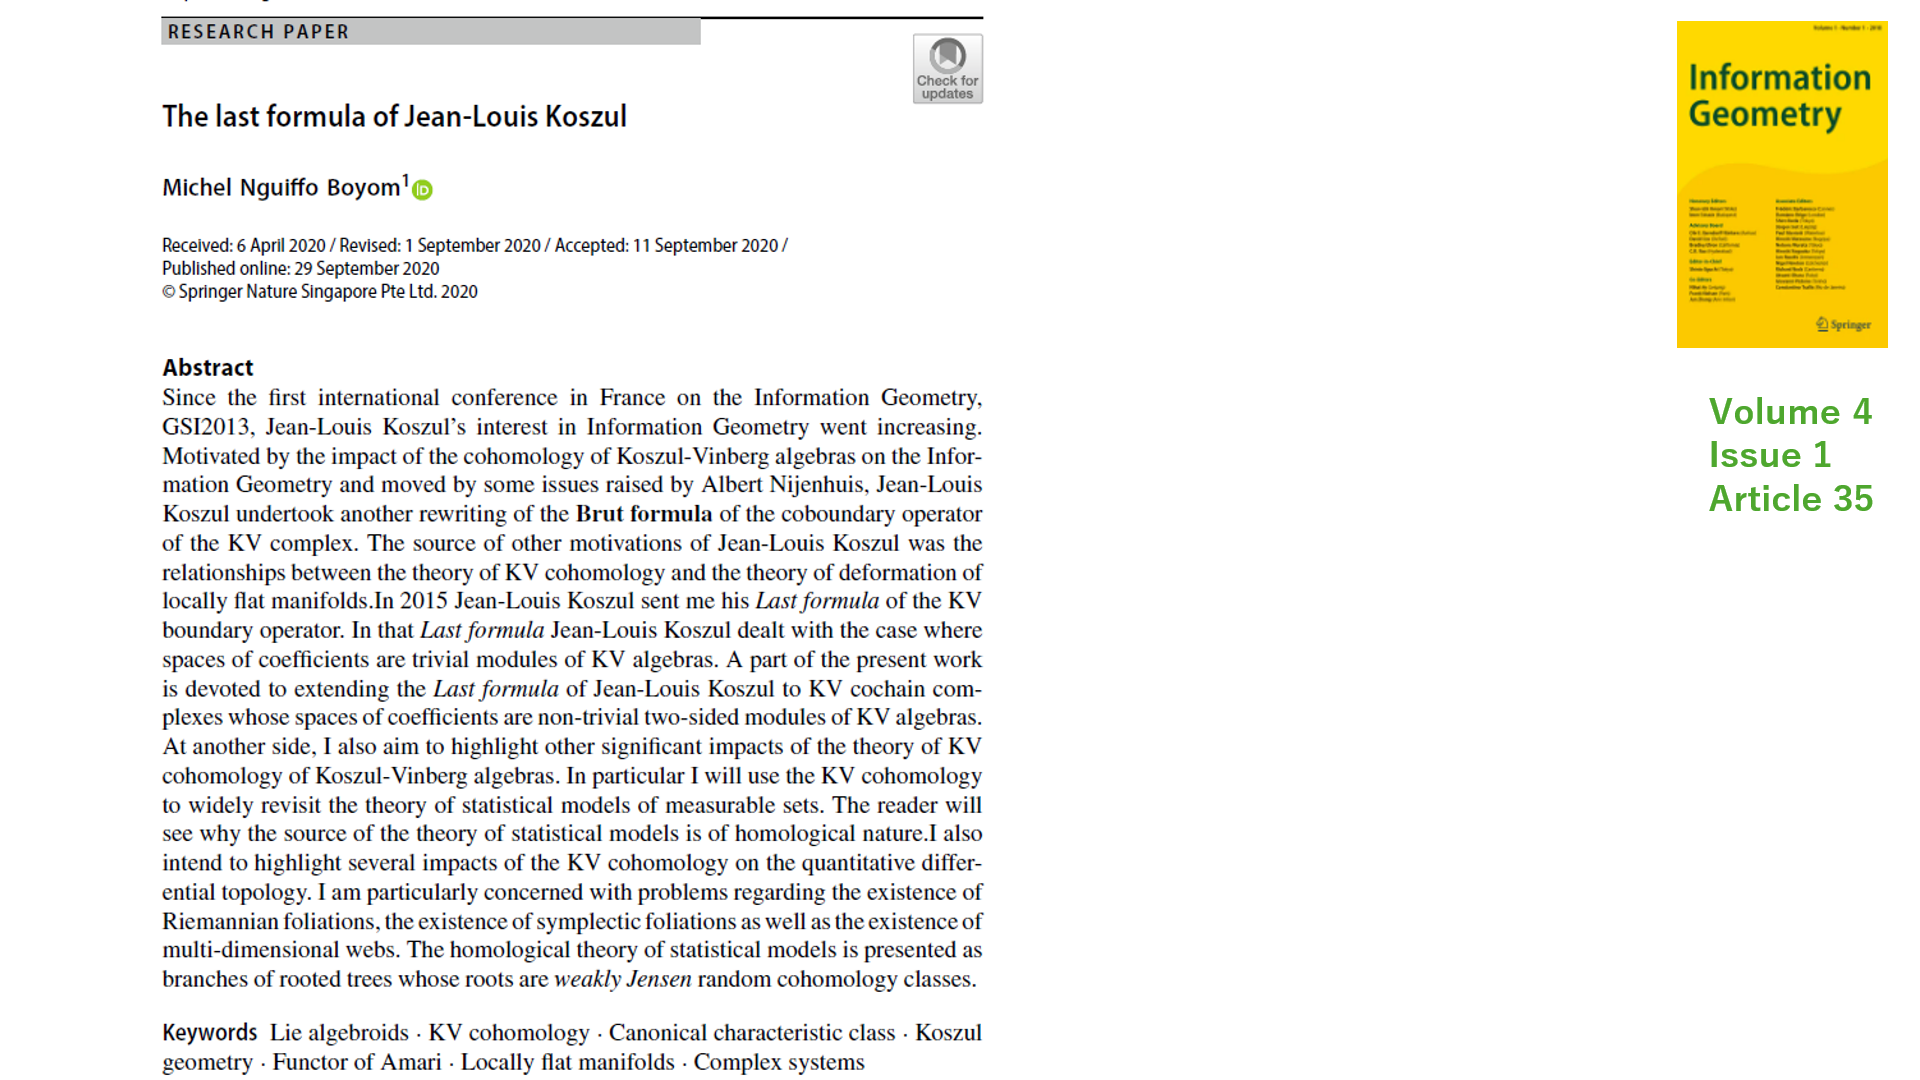 RESEARCH PAPER
Check for
updates
The last formula of Jean-Louis Koszul
Michel Nguiffo Boyom1
iD
Received: 6 April 2020 / Revised: 1 September 2020 / Accepted: 11 September 2020 /
Published online: 29 September 2020
© Springer Nature Singapore Pte Ltd. 2020
Abstract
Since the first international conference in France on the Information Geometry,
GSI2013, Jean-Louis Koszul's interest in Information Geometry went increasing.
Motivated by the impact of the cohomology of Koszul-Vinberg algebras on the Infor-
mation Geometry and moved by some issues raised by Albert Nijenhuis, Jean-Louis
Koszul undertook another rewriting of the Brut formula of the coboundary operator
of the KV complex. The source of other motivations of Jean-Louis Koszul was the
relationships between the theory of KV cohomology and the theory of deformation of
locally flat manifolds.In 2015 Jean-Louis Koszul sent me his Last formula of the KV
boundary operator. In that Last formula Jean-Louis Koszul dealt with the case where
spaces of coefficients are trivial modules of KV algebras. A part of the present work
is devoted to extending the Last formula of Jean-Louis Koszul to KV cochain com-
plexes whose spaces of coefficients are non-trivial two-sided modules of KV algebras.
At another side, I also aim to highlight other significant impacts of the theory of KV
cohomology of Koszul-Vinberg algebras. In particular I will use the KV cohomology
to widely revisit the theory of statistical models of measurable sets. The reader will
see why the source of the theory of statistical models is of homological nature.I also
intend to highlight several impacts of the KV cohomology on the quantitative differ-
ential topology. I am particularly concerned with problems regarding the existence of
Riemannian foliations, the existence of symplectic foliations as well as the existence of
multi-dimensional webs. The homological theory of statistical models is presented as
branches of rooted trees whose roots are weakly Jensen random cohomology classes.
Keywords Lie algebroids · KV cohomology · Canonical characteristic class · Koszul
geometry · Functor of Amari · Locally flat manifolds · Complex systems
Volume 1 · Number 1 · 2018
Information
Geometry
Springer
Volume 4
Issue 1
Article 35